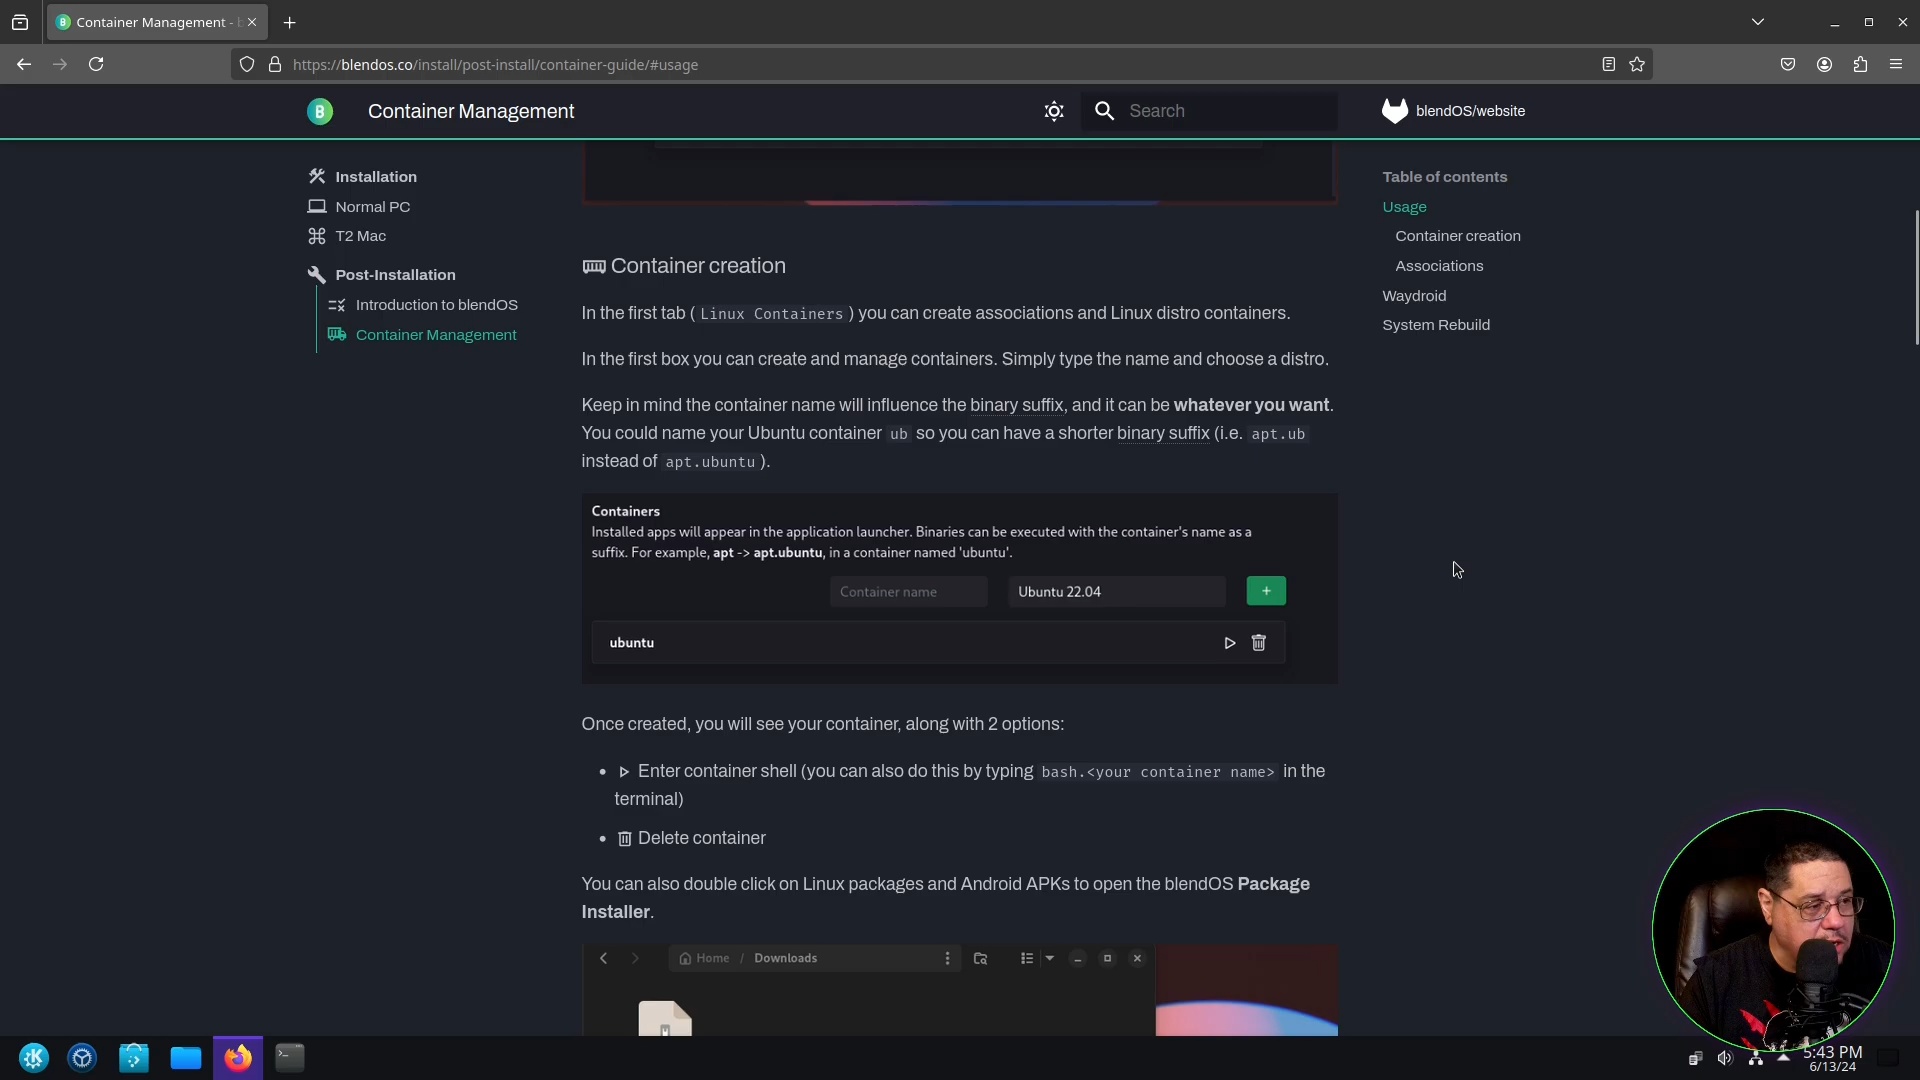 Container Management - b
https://blendos.co/install/post-install/container-guide/#usage
B
Container Management
Search
blendOS/website
Installation
Normal PC
T2 Mac
Post-Installation
Introduction to blendOS
Container Management
Table of contents
Usage
Container creation
Associations
Waydroid
System Rebuild
Container creation
In the first tab ( Linux Containers ) you can create associations and Linux distro containers.
In the first box you can create and manage containers. Simply type the name and choose a distro.
Keep in mind the container name will influence the binary suffix, and it can be whatever you want.
You could name your Ubuntu container ub so you can have a shorter binary suffix (i.e. apt.ub
instead of apt.ubuntu ).
Containers
Installed apps will appear in the application launcher. Binaries can be executed with the container's name as a
suffix. For example, apt -> apt.ubuntu, in a container named 'ubuntu'.
Container name
Ubuntu 22.04
+
ubuntu
Once created, you will see your container, along with 2 options:
Enter container shell (you can also do this by typing bash.<your container name> in the
terminal)
Delete container
You can also double click on Linux packages and Android APKs to open the blendOS Package
Installer.
Home / Downloads
5:43 PM
6/13/24